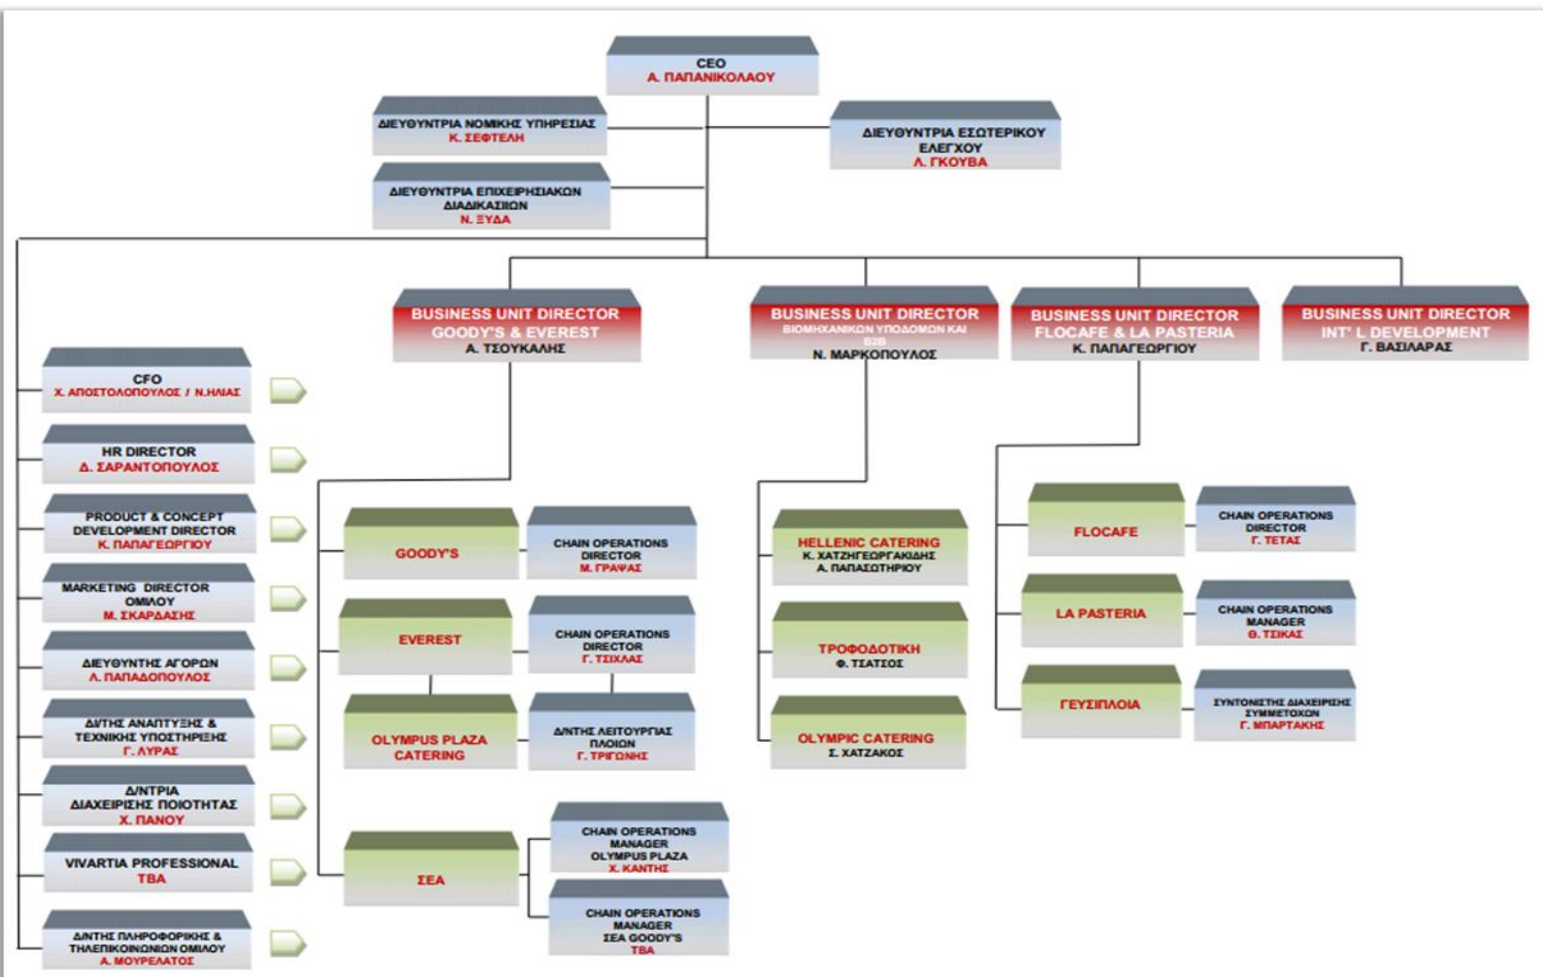 CEO
Α. ΠΑΠΑΝΙΚΟΛΑΟΥ
ΔΙΕΥΘΥΝΤΡΙΑ ΝΟΜΙΚΗΣ ΥΠΗΡΕΣΙΑΣ
Κ. ΣΕΦΤΕΛΗ
ΔΙΕΥΘΥΝΤΡΙΑ ΕΣΩΤΕΡΙΚΟΥ
ΕΛΕΓΧΟΥ
Λ. ΓΚΟΥΒΑ
ΔΙΕΥΘΥΝΤΡΙΑ ΕΠΙΧΕΙΡΗΣΙΑΚΩΝ
ΔΙΑΔΙΚΑΣΙΙΩΝ
Ν. ΞΥΔΑ
BUSINESS UNIT DIRECTOR
GOODY'S & EVEREST
Α. ΤΣΟΥΚΑΛΗΣ
BUSINESS UNIT DIRECTOR
ΒΙΟΜΗΧΑΝΙΚΩΝ ΥΠΟΔΟΜΩΝ ΚΑΙ
B2B
Ν. ΜΑΡΚΟΠΟΥΛΟΣ
BUSINESS UNIT DIRECTOR
FLOCAFE & LA PASTERIA
Κ. ΠΑΠΑΓΕΩΡΓΙΟΥ
BUSINESS UNIT DIRECTOR
INT' L DEVELOPMENT
Γ. ΒΑΣΙΛΑΡΑΣ
CFO
Χ. ΑΠΟΣΤΟΛΟΠΟΥΛΟΣ / Ν.ΗΛΙΑΣ
HR DIRECTOR
Δ. ΣΑΡΑΝΤΟΠΟΥΛΟΣ
PRODUCT & CONCEPT
DEVELOPMENT DIRECTOR
Κ. ΠΑΠΑΓΕΩΡΓΙΟΥ
MARKETING DIRECTOR
ΟΜΙΛΟΥ
Μ. ΣΚΑΡΔΑΣΗΣ
ΔΙΕΥΘΥΝΤΗΣ ΑΓΟΡΩΝ
Λ. ΠΑΠΑΔΟΠΟΥΛΟΣ
Δ/ΤΗΣ ΑΝΑΠΤΥΞΗΣ &
ΤΕΧΝΙΚΗΣ ΥΠΟΣΤΗΡΙΞΗΣ
Γ. ΛΥΡΑΣ
Δ/ΝΤΡΙΑ
ΔΙΑΧΕΙΡΙΣΗΣ ΠΟΙΟΤΗΤΑΣ
Χ. ΠΑΝΟΥ
VIVARTIA PROFESSIONAL
TBA
Δ/ΝΤΗΣ ΠΛΗΡΟΦΟΡΙΚΗΣ &
ΤΗΛΕΠΙΚΟΙΝΩΝΙΩΝ ΟΜΙΛΟΥ
Α. ΜΟΥΡΕΛΑΤΟΣ
GOODY'S
CHAIN OPERATIONS
DIRECTOR
Μ. ΓΡΑΨΑΣ
EVEREST
CHAIN OPERATIONS
DIRECTOR
Γ. ΤΣΙΧΛΑΣ
OLYMPUS PLAZA
CATERING
Δ/ΝΤΗΣ ΛΕΙΤΟΥΡΓΙΑΣ
ΠΛΟΙΩΝ
Γ. ΤΡΙΓΩΝΗΣ
ΣΕΑ
CHAIN OPERATIONS
MANAGER
OLYMPUS PLAZA
Χ. ΚΑΝΤΗΣ
CHAIN OPERATIONS
MANAGER
ΣΕΑ GOODY'S
TBA
HELLENIC CATERING
Κ. ΧΑΤΖΗΓΕΩΡΓΑΚΙΔΗΣ
Α. ΠΑΠΑΣΩΤΗΡΙΟΥ
ΤΡΟΦΟΔΟΤΙΚΗ
Φ. ΤΣΑΤΣΟΣ
OLYMPIC CATERING
Σ. ΧΑΤΖΑΚΟΣ
FLOCAFE
CHAIN OPERATIONS
DIRECTOR
Γ. ΤΕΤΑΣ
LA PASTERIA
CHAIN OPERATIONS
MANAGER
Θ. ΤΣΙΚΑΣ
ΓΕΥΣΙΠΛΟΙΑ
ΣΥΝΤΟΝΙΣΤΗΣ ΔΙΑΧΕΙΡΙΣΗΣ
ΣΥΜΜΕΤΟΧΩΝ
Γ. ΜΠΑΡΤΑΚΗΣ